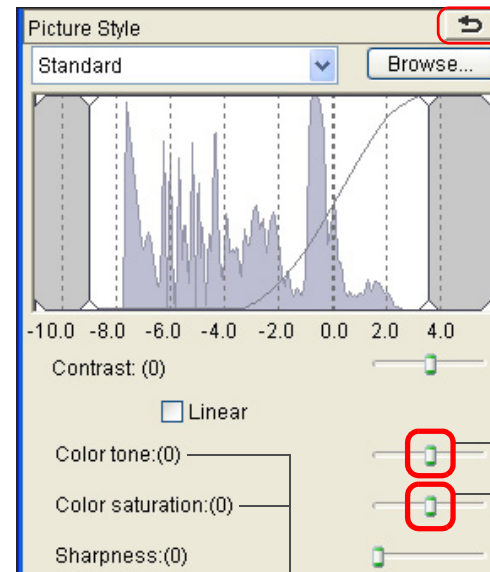 Picture Style
Standard Browse...
-10.0 -8.0 -6.0 -4.0 -2.0 0.0 2.0 4.0
Contrast: (0)
Linear
Color tone:(0)
Color saturation:(0)
Sharpness:(0)